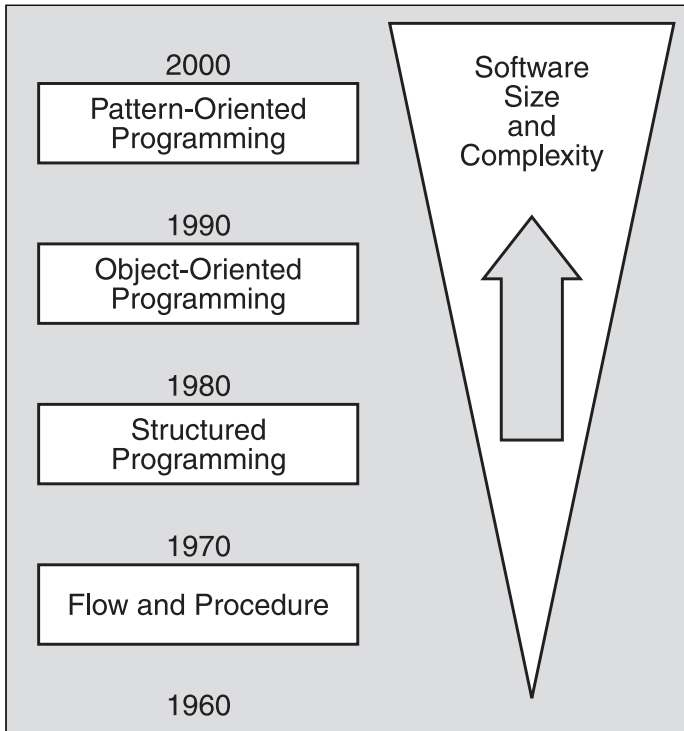 2000
Pattern-Oriented
Programming
1990
Object-Oriented
Programming
1980
Structured
Programming
1970
Flow and Procedure
1960
Software
Size
and
Complexity